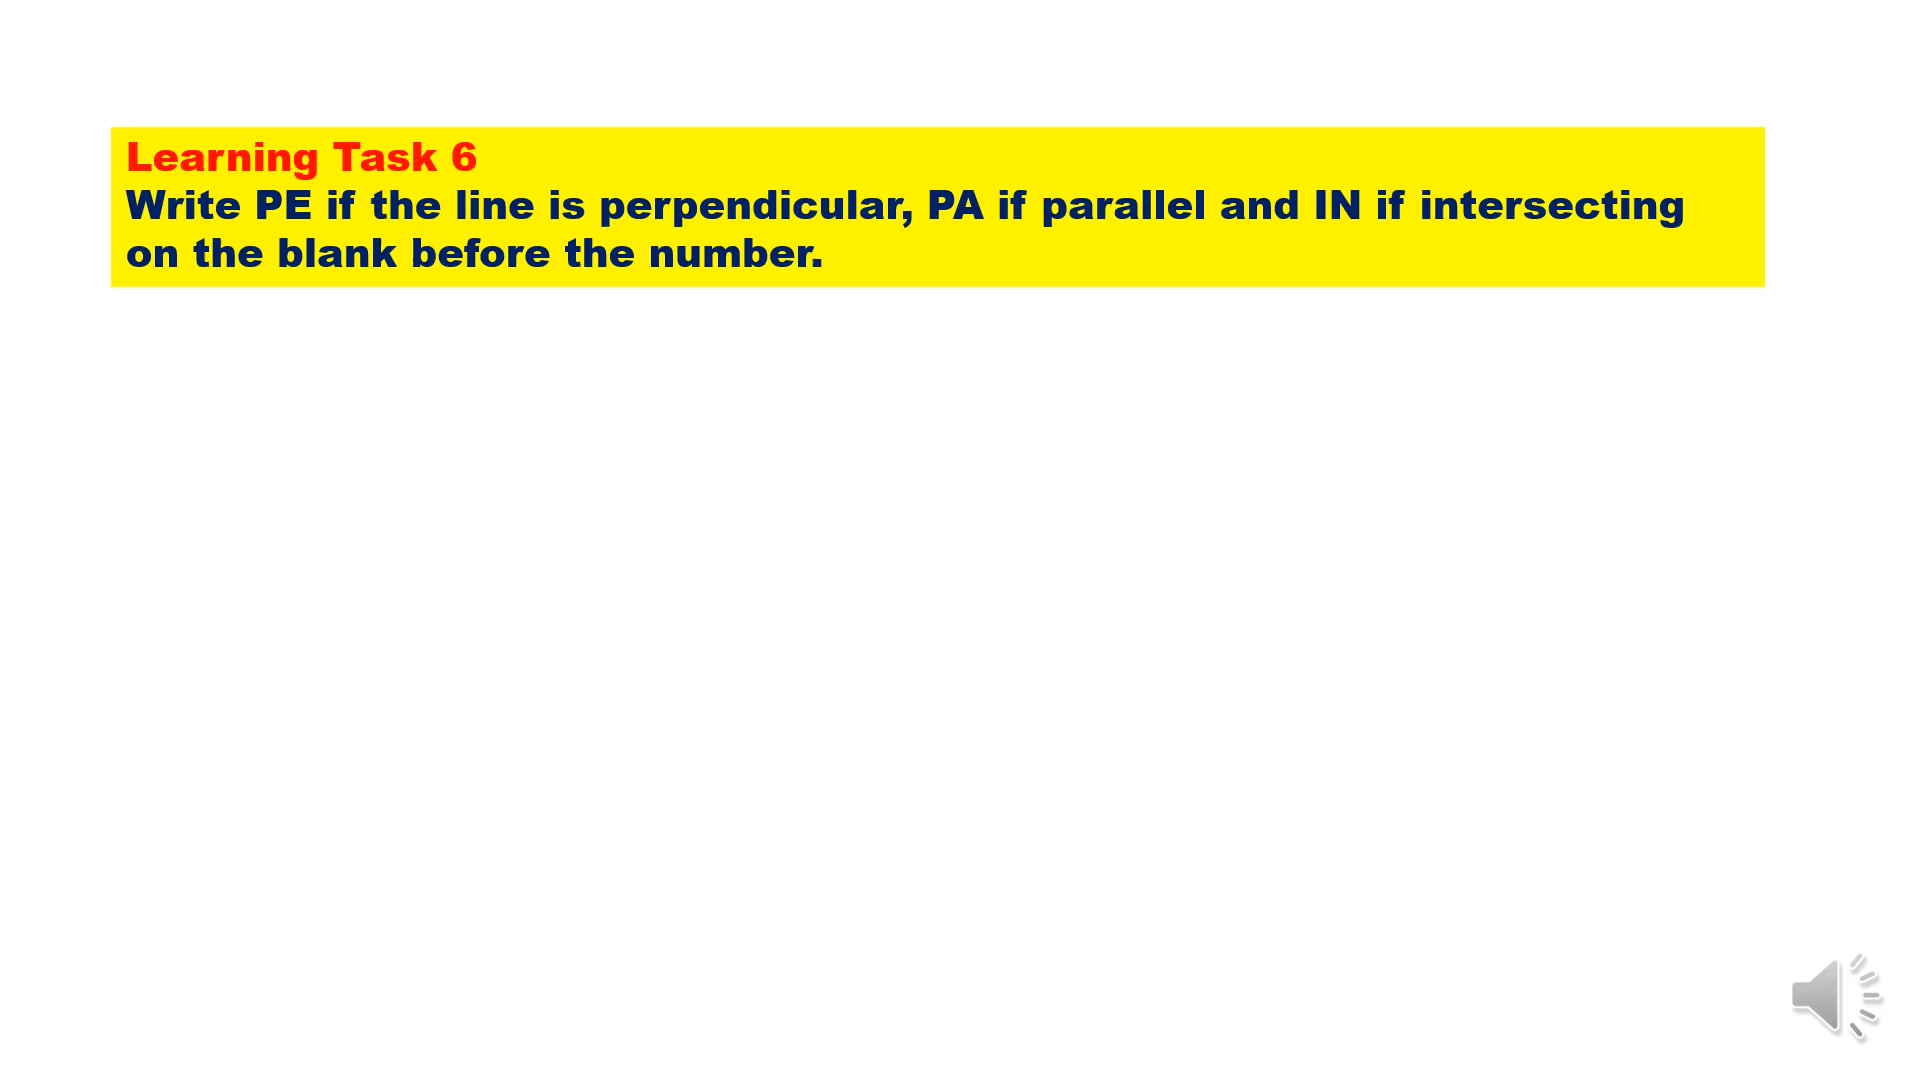 Learning Task 6
Write PE if the line is perpendicular, PA if parallel and IN if intersecting
on the blank before the number.